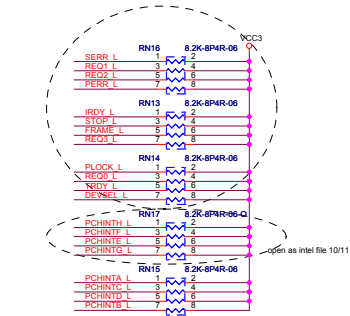 VCC3
RN16 8.2K-8P4R-06
SERR_L 1 2
REQ1_L 3 4
REQ2_L 5 6
PERR_L 7 8
RN13 8.2K-8P4R-06
IRDY_L 1 2
STOP_L 3 4
FRAME_L 5 6
REQ3_L 7 8
RN14 8.2K-8P4R-06
PLOCK_L 1 2
REQ0_L 3 4
TRDY_L 5 6
DEVSEL_L 7 8
RN17 8.2K-8P4R-06-O
PCHINTH_L 1 2
PCHINTF_L 3 4
PCHINTE_L 5 6
PCHINTG_L 7 8
open as intel file 10/11
RN15 8.2K-8P4R-06
PCHINTA_L 1 2
PCHINTC_L 3 4
PCHINTD_L 5 6
PCHINTB_L 7 8